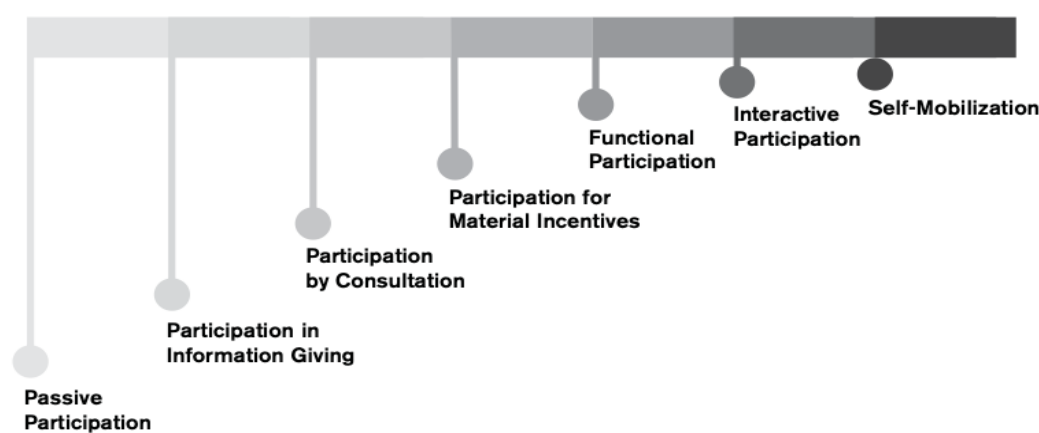 Passive
Participation
Participation in
Information Giving
Participation
by Consultation
Participation for
Material Incentives
Functional
Participation
Interactive
Participation
Self-Mobilization